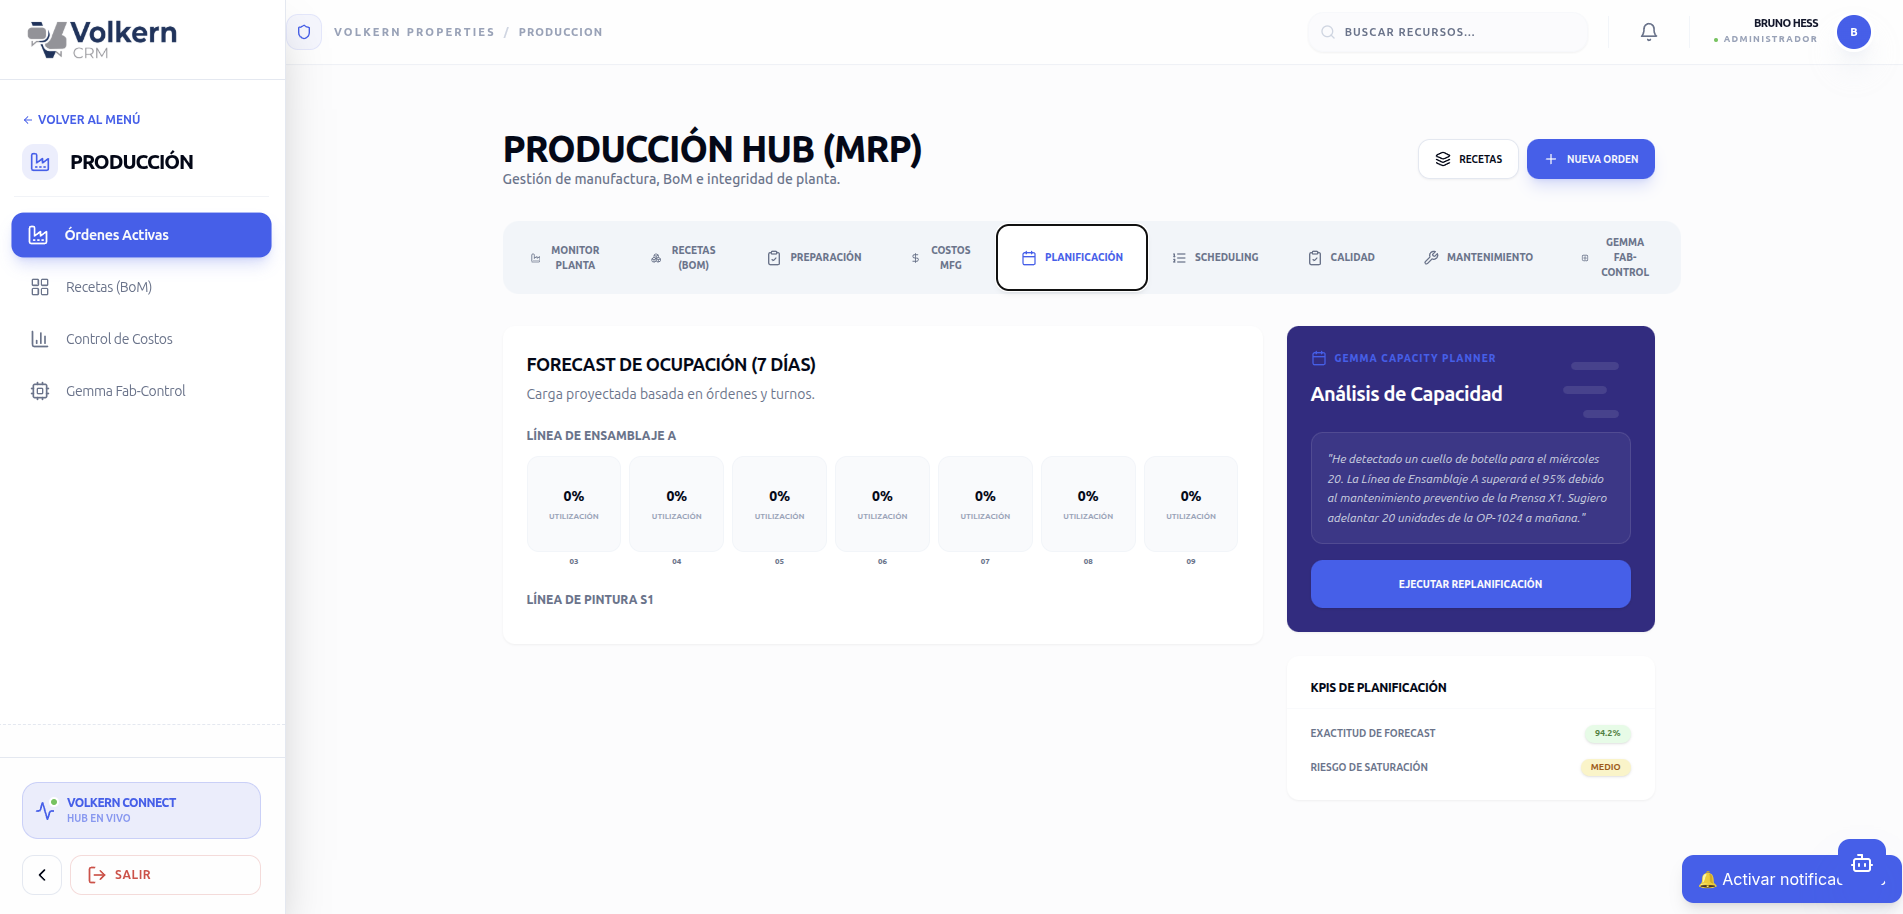 Volkern
CRM
VOLKERN PROPERTIES / PRODUCCION
BUSCAR RECURSOS...
BRUNO HESS
ADMINISTRADOR
B
← VOLVER AL MENÚ
PRODUCCIÓN
Órdenes Activas
Recetas (BoM)
Control de Costos
Gemma Fab-Control
VOLKERN CONNECT
HUB EN VIVO
SALIR
PRODUCCIÓN HUB (MRP)
Gestión de manufactura, BoM e integridad de planta.
RECETAS
NUEVA ORDEN
MONITOR
PLANTA
RECETAS
(BOM)
PREPARACIÓN
COSTOS
MFG
PLANIFICACIÓN
SCHEDULING
CALIDAD
MANTENIMIENTO
GEMMA
FAB-
CONTROL
FORECAST DE OCUPACIÓN (7 DÍAS)
Carga proyectada basada en órdenes y turnos.
LÍNEA DE ENSAMBLAJE A
0% 0% 0% 0% 0% 0% 0%
UTILIZACIÓN UTILIZACIÓN UTILIZACIÓN UTILIZACIÓN UTILIZACIÓN UTILIZACIÓN UTILIZACIÓN
03 04 05 06 07 08 09
LÍNEA DE PINTURA S1
GEMMA CAPACITY PLANNER
Análisis de Capacidad
"He detectado un cuello de botella para el miércoles
20. La Línea de Ensamblaje A superará el 95% debido
al mantenimiento preventivo de la Prensa X1. Sugiero
adelantar 20 unidades de la OP-1024 a mañana."
EJECUTAR REPLANIFICACIÓN
KPIS DE PLANIFICACIÓN
EXACTITUD DE FORECAST 94.2%
RIESGO DE SATURACIÓN MEDIO
🔔 Activar